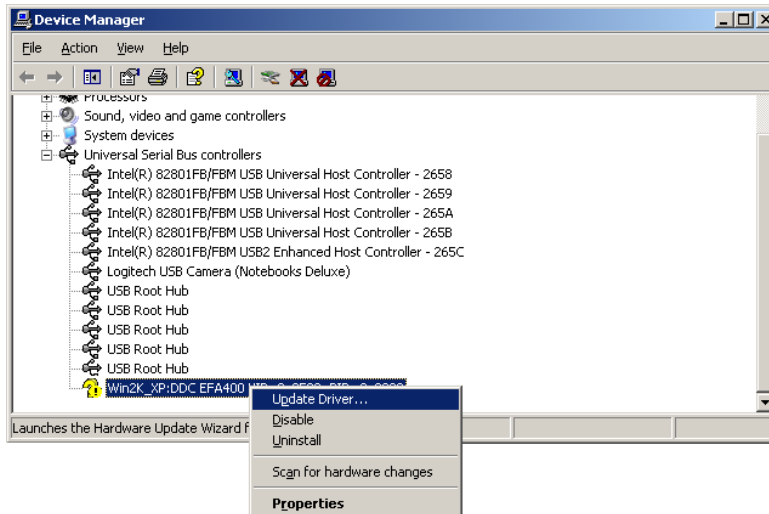 Device Manager
File Action View Help
Processors
Sound, video and game controllers
System devices
Universal Serial Bus controllers
Intel(R) 82801FB/FBM USB Universal Host Controller - 2658
Intel(R) 82801FB/FBM USB Universal Host Controller - 2659
Intel(R) 82801FB/FBM USB Universal Host Controller - 265A
Intel(R) 82801FB/FBM USB Universal Host Controller - 265B
Intel(R) 82801FB/FBM USB2 Enhanced Host Controller - 265C
Logitech USB Camera (Notebooks Deluxe)
USB Root Hub
USB Root Hub
USB Root Hub
USB Root Hub
USB Root Hub
Win2K_XP:DDC EFA400
Update Driver...
Disable
Uninstall
Scan for hardware changes
Properties
Launches the Hardware Update Wizard